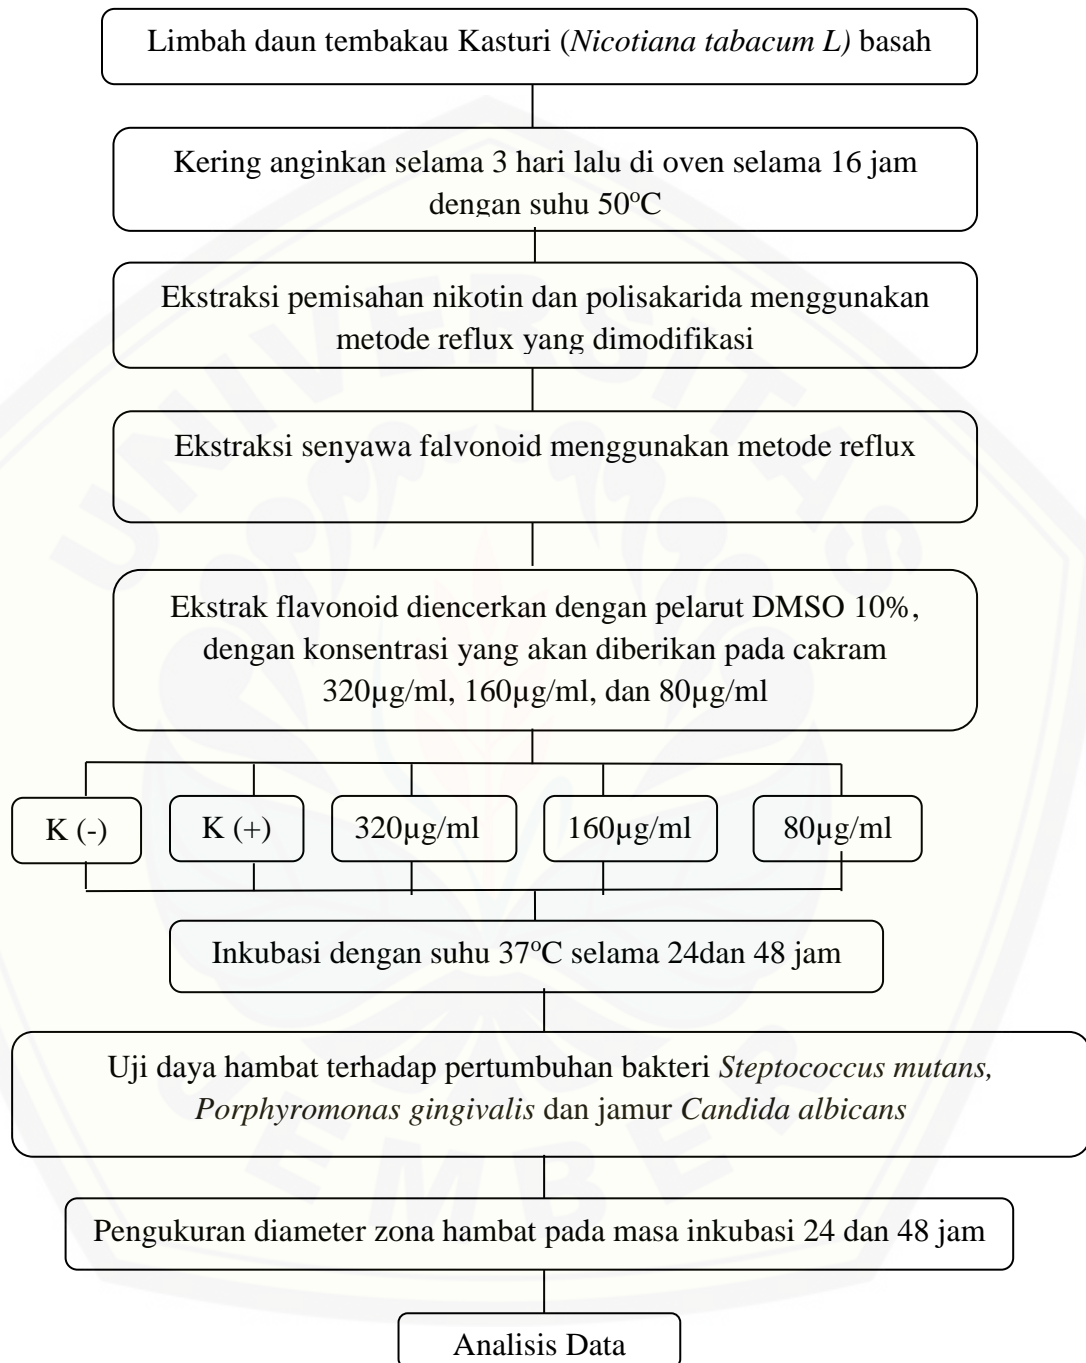 Limbah daun tembakau Kasturi (Nicotiana tabacum L) basah
Kering anginkan selama 3 hari lalu di oven selama 16 jam
dengan suhu 50°C
Ekstraksi pemisahan nikotin dan polisakarida menggunakan
metode reflux yang dimodifikasi
Ekstraksi senyawa falvonoid menggunakan metode reflux
Ekstrak flavonoid diencerkan dengan pelarut DMSO 10%,
dengan konsentrasi yang akan diberikan pada cakram
320µg/ml, 160µg/ml, dan 80µg/ml
K (-)
K (+)
320µg/ml
160µg/ml
80µg/ml
Inkubasi dengan suhu 37°C selama 24dan 48 jam
Uji daya hambat terhadap pertumbuhan bakteri Steptococcus mutans,
Porphyromonas gingivalis dan jamur Candida albicans
Pengukuran diameter zona hambat pada masa inkubasi 24 dan 48 jam
Analisis Data
UNIVERSITAS
JEMBER